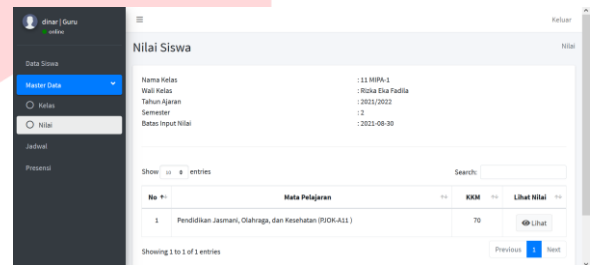 dinar | Guru
online
Keluar
Nilai Siswa
Nilai
Data Siswa
Master Data
Kelas
Nilai
Jadwal
Presensi
Nama Kelas : 11 MIPA-1
Wali Kelas : Rizka Eka Fadila
Tahun Ajaran : 2021/2022
Semester : 2
Batas Input Nilai : 2021-08-30
Show 10 entries Search:
No Mata Pelajaran KKM Lihat Nilai
1 Pendidikan Jasmani, Olahraga, dan Kesehatan (PJOK-A11 ) 70 Lihat
Showing 1 to 1 of 1 entries
Previous 1 Next